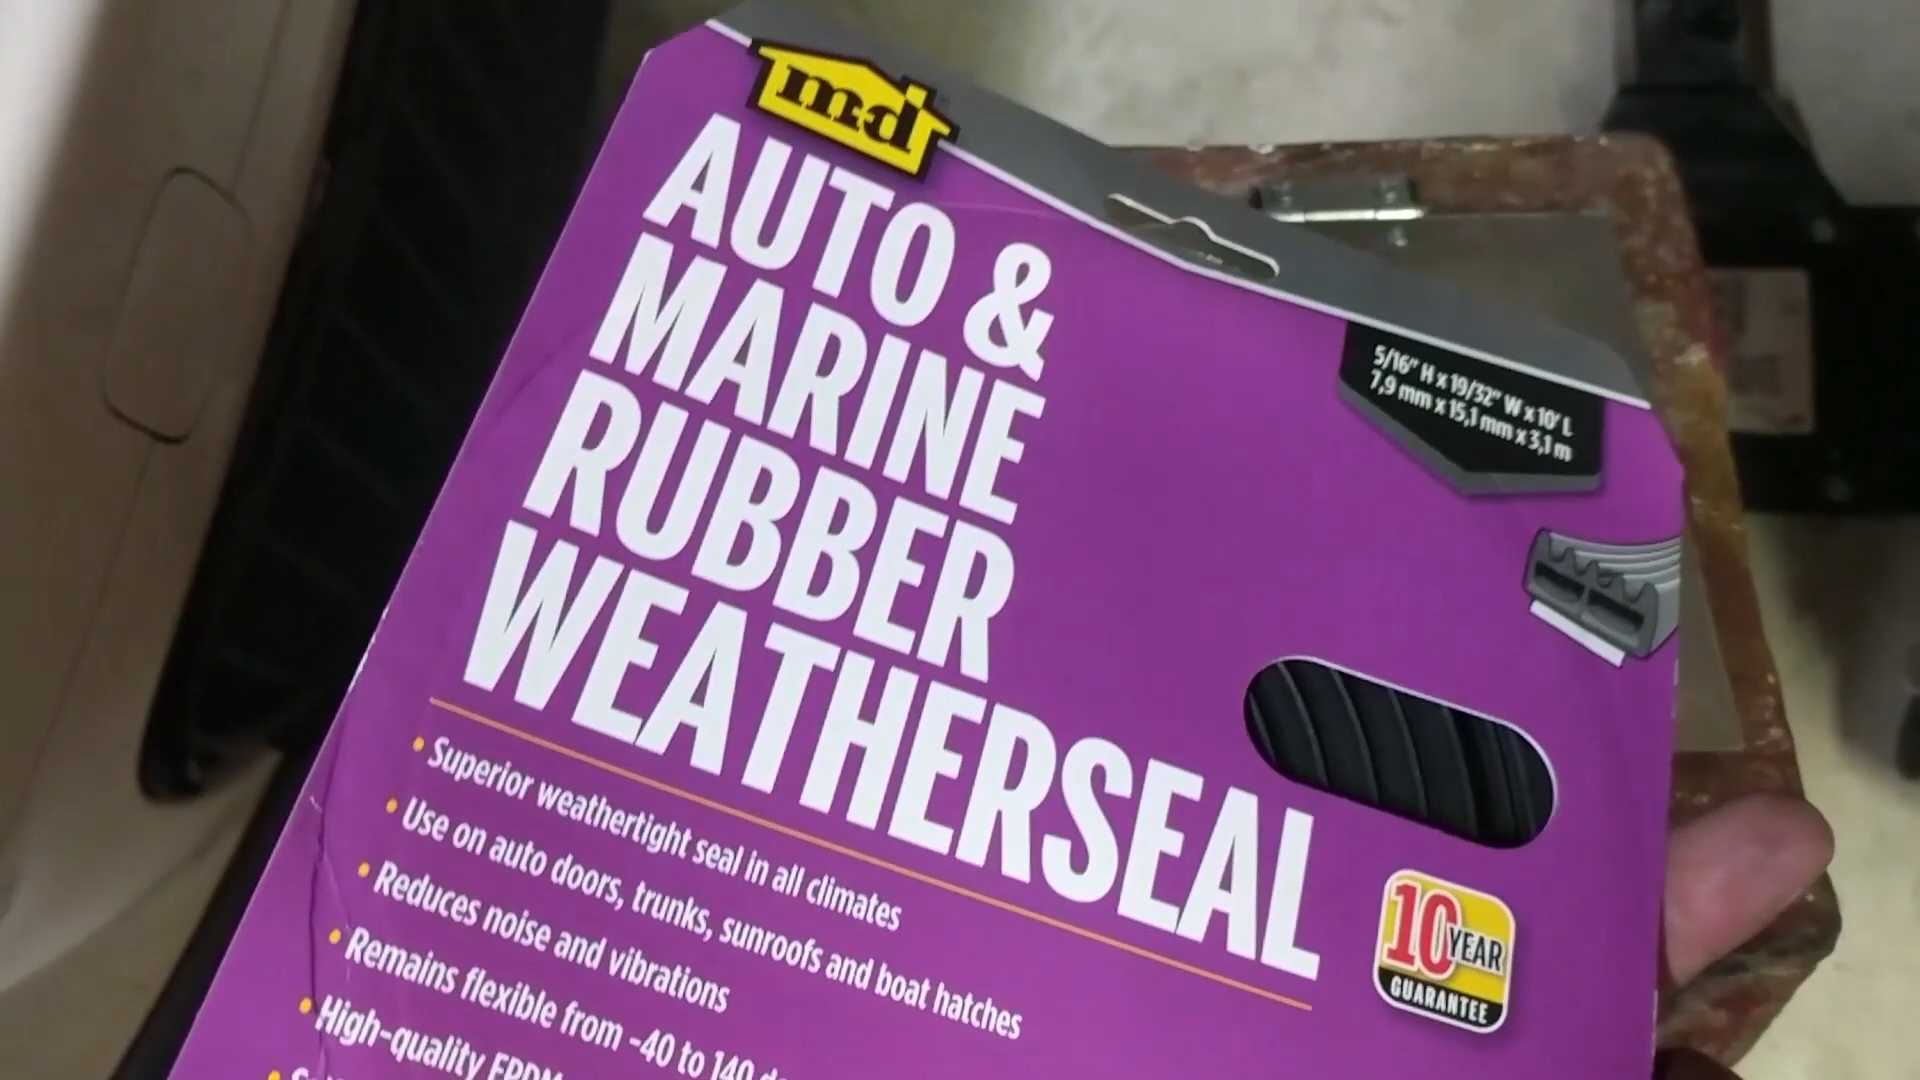 m-d
AUTO &
MARINE
RUBBER
WEATHERSEAL
5/16" H x 19/32" W x 10' L
7,9 mm x 15,1 mm x 3,1 m
• Superior weathertight seal in all climates
• Use on auto doors, trunks, sunroofs and boat hatches
• Reduces noise and vibrations
• Remains flexible from -40 to 140
• High-quality EPDM
10 YEAR
GUARANTEE